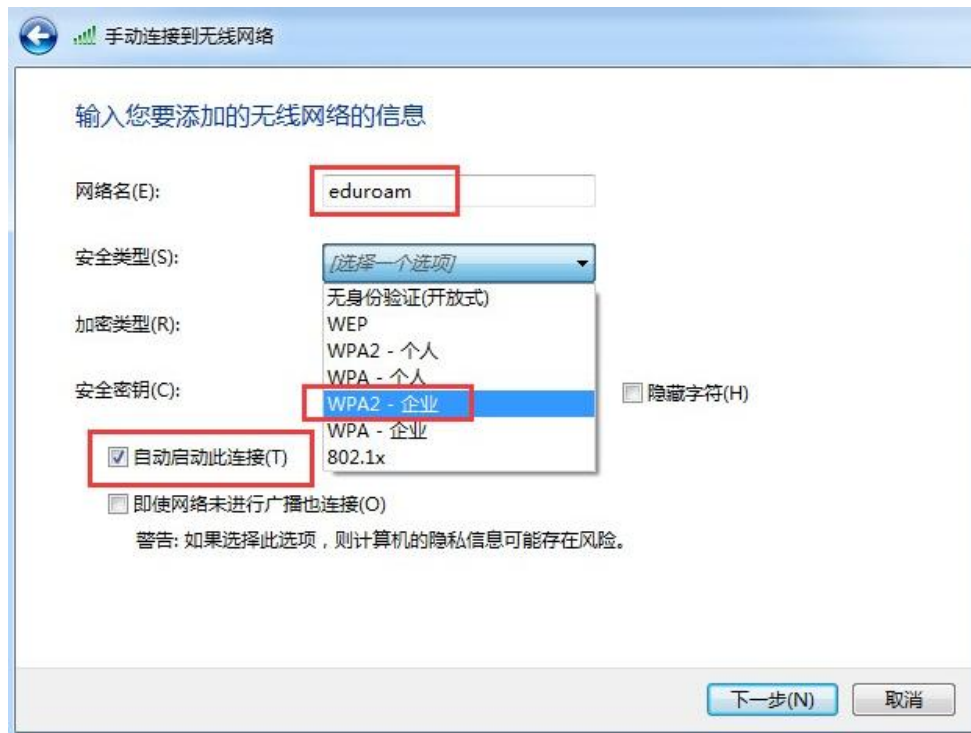 手动连接到无线网络
输入您要添加的无线网络的信息
网络名(E):
eduroam
安全类型(S):
[选择一个选项]
无身份验证(开放式)
加密类型(R):
WEP
WPA2 - 个人
WPA - 个人
安全密钥(C):
WPA2 - 企业
隐藏字符(H)
WPA - 企业
自动启动此连接(T)
802.1x
即使网络未进行广播也连接(O)
警告: 如果选择此选项，则计算机的隐私信息可能存在风险。
下一步(N)
取消